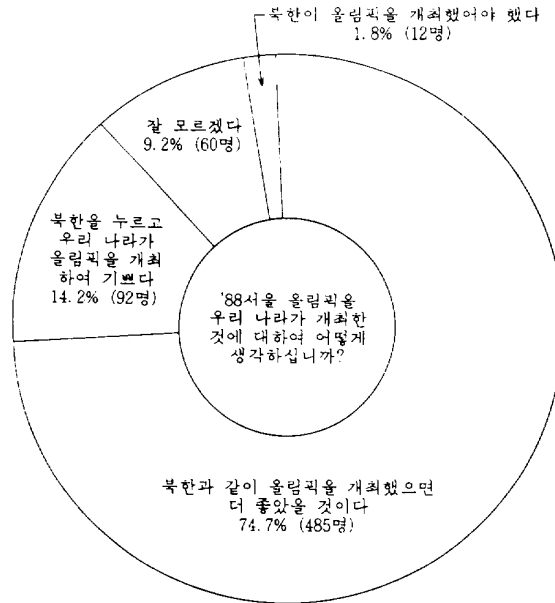 북한이 올림픽을 개최했어야 했다
1.8% (12명)
잘 모르겠다
9.2% (60명)
북한을 누르고
우리 나라가
올림픽을 개최
하여 기쁘다
14.2% (92명)
'88서울 올림픽을
우리 나라가 개최한
것에 대하여 어떻게
생각하십니까?
북한과 같이 올림픽을 개최했으면
더 좋았을 것이다
74.7% (485명)